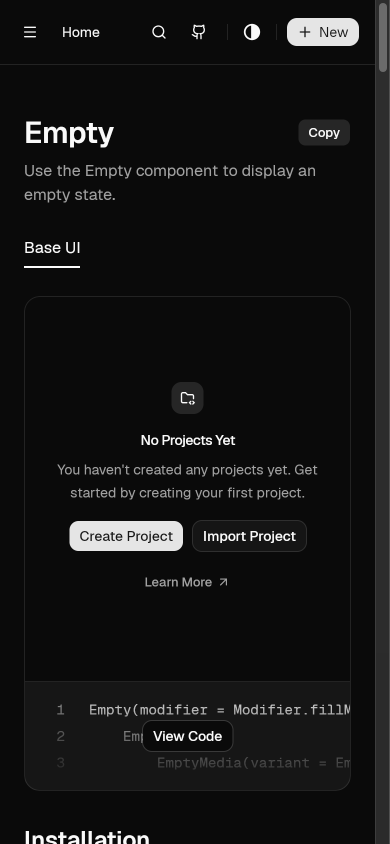 Home
New
Empty
Copy
Use the Empty component to display an
empty state.
Base UI
No Projects Yet
You haven't created any projects yet. Get
started by creating your first project.
Create Project
Import Project
Learn More
1 Empty(modifier = Modifier.fillM
2
View Code
3 EmptyMedia(variant = Em
Installation